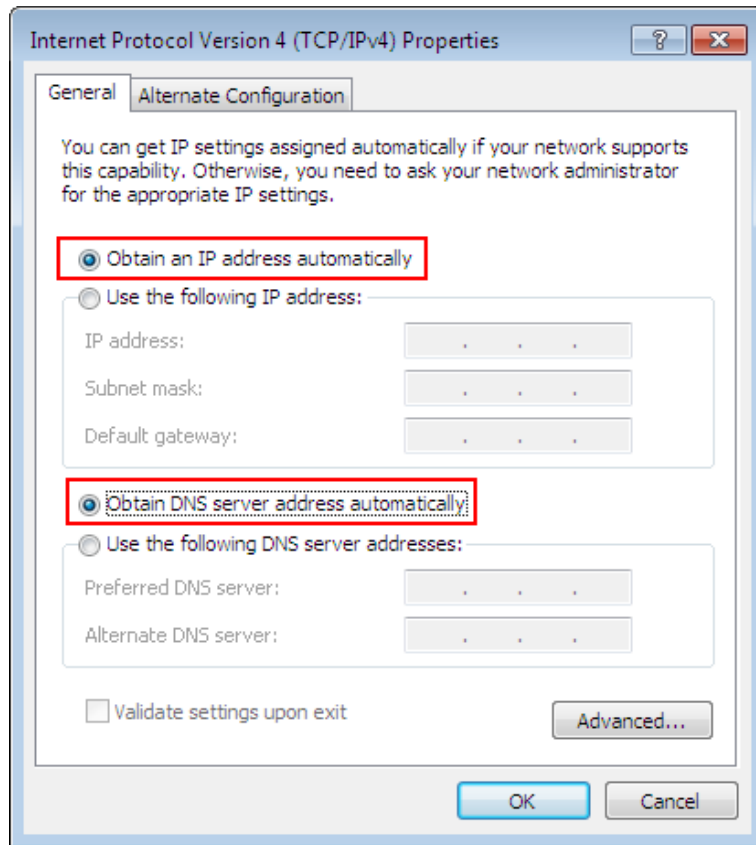 Internet Protocol Version 4 (TCP/IPv4) Properties
General
Alternate Configuration
You can get IP settings assigned automatically if your network supports
this capability. Otherwise, you need to ask your network administrator
for the appropriate IP settings.
Obtain an IP address automatically
Use the following IP address:
IP address:
Subnet mask:
Default gateway:
Obtain DNS server address automatically
Use the following DNS server addresses:
Preferred DNS server:
Alternate DNS server:
Validate settings upon exit
Advanced...
OK
Cancel